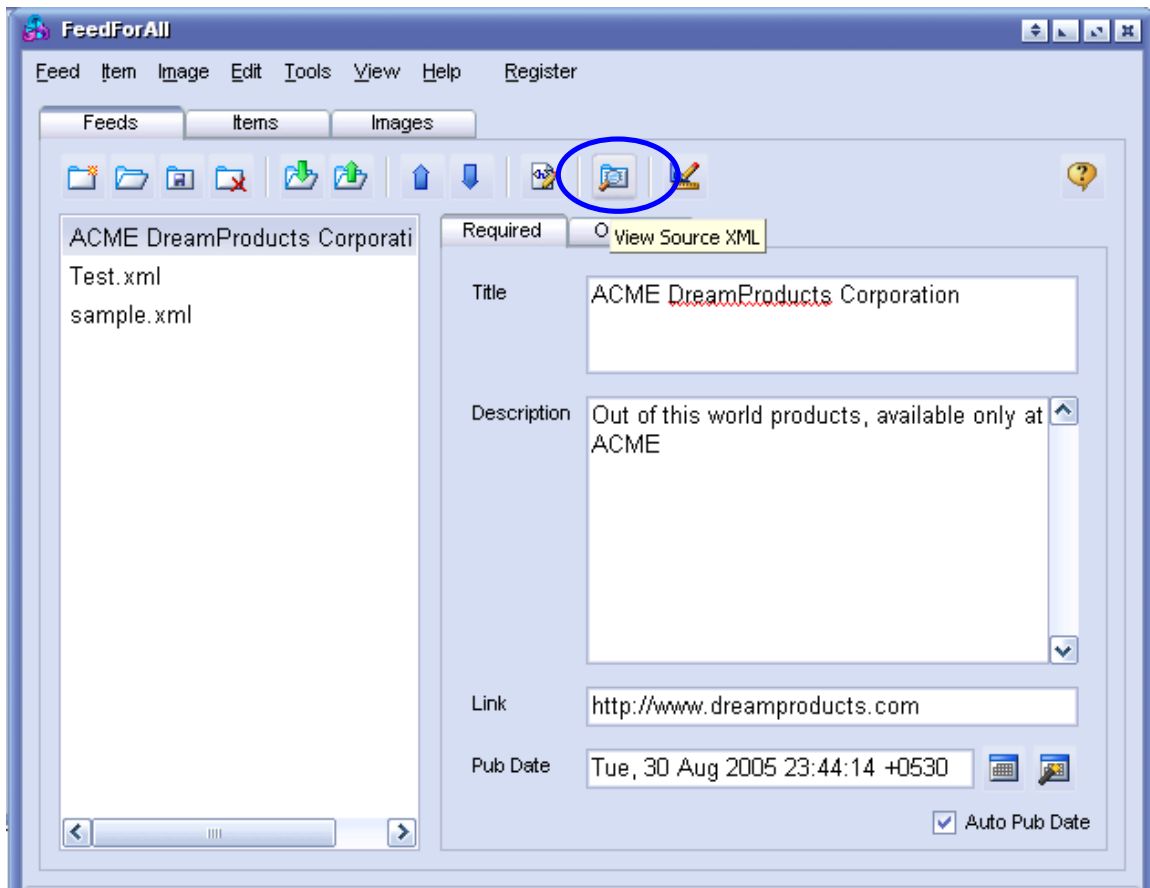 FeedForAll
Feed Item Image Edit Tools View Help Register
Feeds Items Images
ACME DreamProducts Corporati
Test.xml
sample.xml
Required O
View Source XML
Title
ACME DreamProducts Corporation
Description
Out of this world products, available only at
ACME
Link
http://www.dreamproducts.com
Pub Date
Tue, 30 Aug 2005 23:44:14 +0530
Auto Pub Date